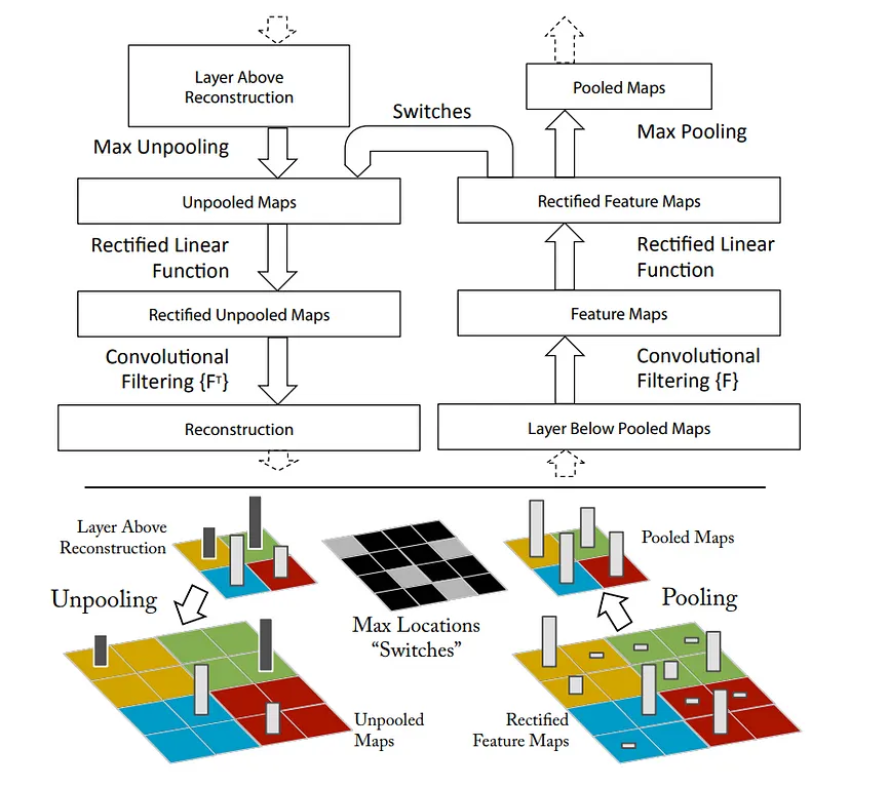 Layer Above
Reconstruction
Pooled Maps
Switches
Max Unpooling
Max Pooling
Unpooled Maps
Rectified Feature Maps
Rectified Linear
Function
Rectified Linear
Function
Rectified Unpooled Maps
Feature Maps
Convolutional
Filtering {Fᵀ}
Convolutional
Filtering {F}
Reconstruction
Layer Below Pooled Maps
Layer Above
Reconstruction
Pooled Maps
Unpooling
Pooling
Max Locations
“Switches”
Unpooled
Maps
Rectified
Feature Maps